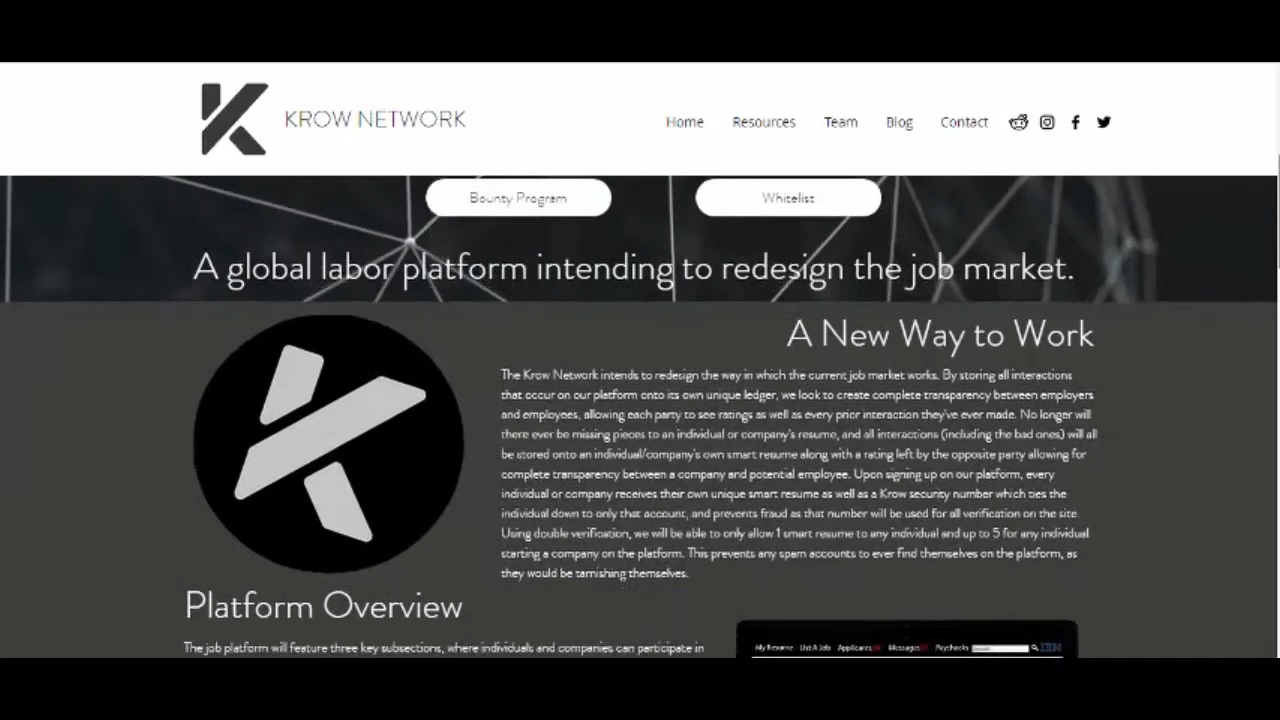 KROW NETWORK
Home Resources Team Blog Contact
Bounty Program Whitelist
A global labor platform intending to redesign the job market.
A New Way to Work
The Krow Network intends to redesign the way in which the current job market works. By storing all interactions
that occur on our platform onto its own unique ledger, we look to create complete transparency between employers
and employees, allowing each party to see ratings as well as every prior interaction they've ever made. No longer will
there ever be missing pieces to an individual or company's resume, and all interactions (including the bad ones) will all
be stored onto an individual/company's own smart resume along with a rating left by the opposite party allowing for
complete transparency between a company and potential employee. Upon signing up on our platform, every
individual or company receives their own unique smart resume as well as a Krow security number which ties the
individual down to only that account, and prevents fraud as that number will be used for all verification on the site.
Using double verification, we will be able to only allow 1 smart resume to any individual and up to 5 for any individual
starting a company on the platform. This prevents any spam accounts to ever find themselves on the platform, as
they would be tarnishing themselves.
Platform Overview
The job platform will feature three key subsections, where individuals and companies can participate in
My Resume List A Job Applicants Messages Paychecks IBM